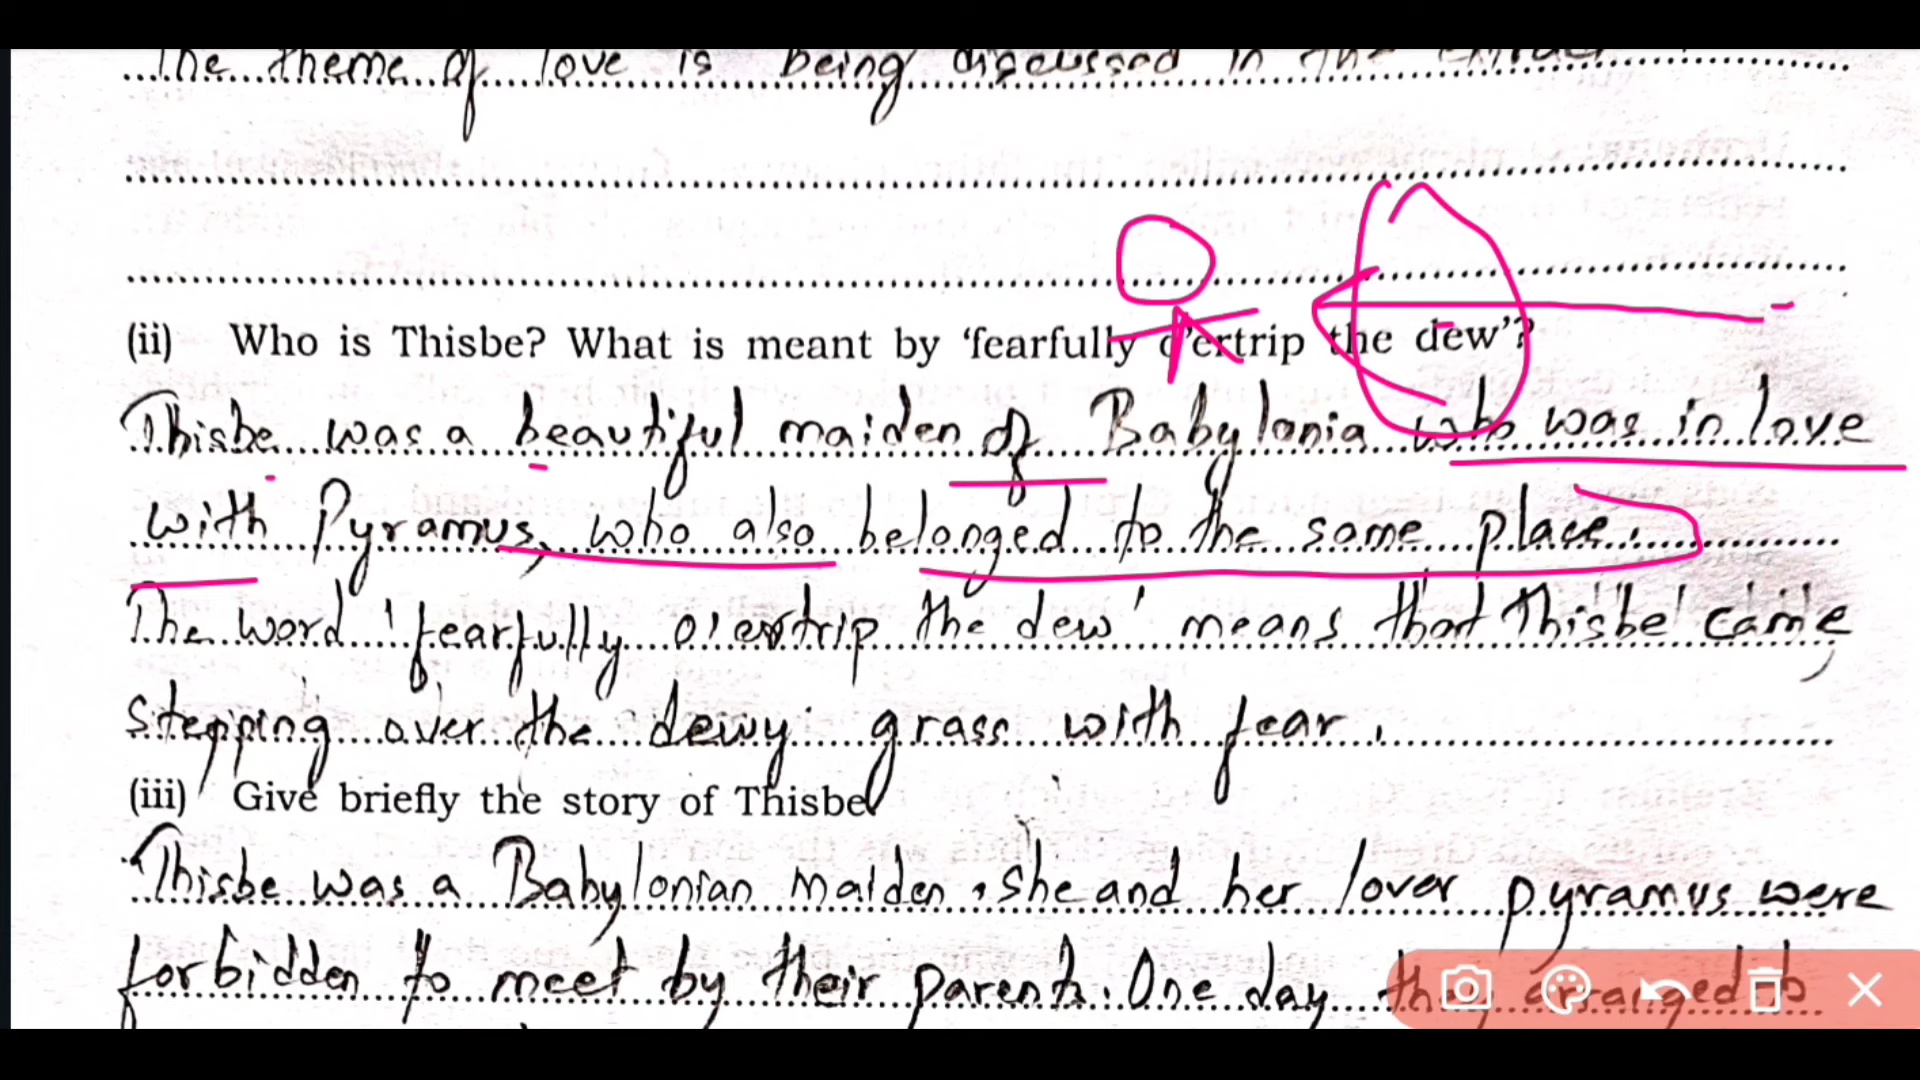 The theme of love is being discussed in the extract
(ii) Who is Thisbe? What is meant by ‘fearfully o'ertrip the dew’?
Thisbe was a beautiful maiden of Babylonia who was in love
with Pyramus, who also belonged to the same place.
The word 'fearfully o'ertrip the dew' means that Thisbe came
stepping over the dewy grass with fear.
(iii) Give briefly the story of Thisbe
Thisbe was a Babylonian maiden. She and her lover pyramus were
forbidden to meet by their parents. One day they arranged to